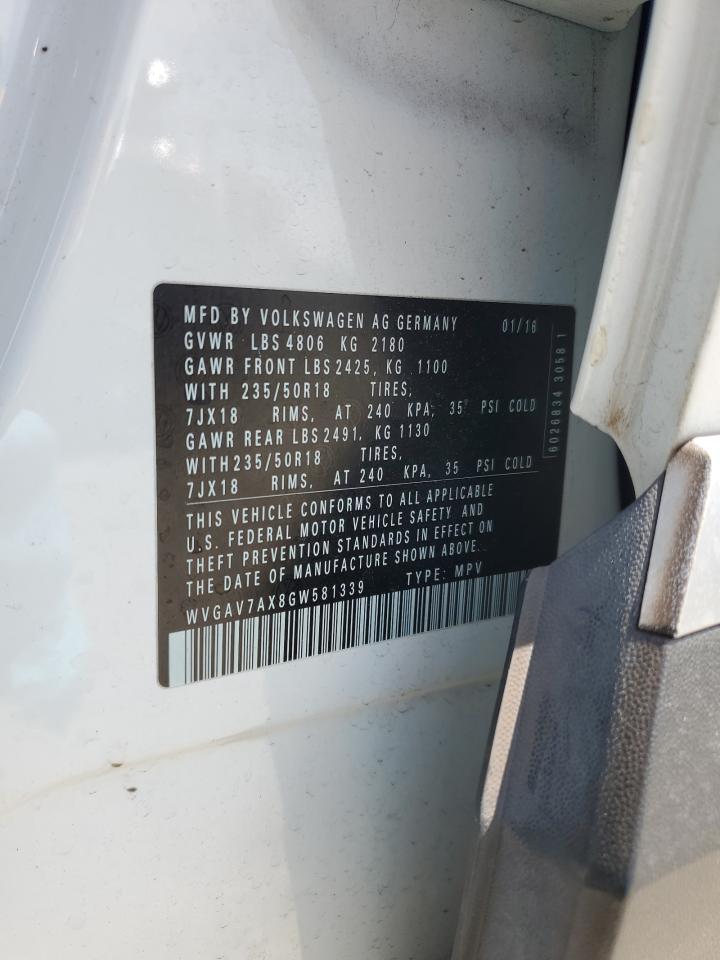 MFD BY VOLKSWAGEN AG GERMANY 01/16
GVWR LBS 4806 KG 2180
GAWR FRONT LBS 2425, KG 1100
WITH 235/50R18 TIRES,
7JX18 RIMS, AT 240 KPA, 35 PSI COLD
GAWR REAR LBS 2491, KG 1130
WITH235/50R18 TIRES,
7JX18 RIMS, AT 240 KPA, 35 PSI COLD
THIS VEHICLE CONFORMS TO ALL APPLICABLE
U.S. FEDERAL MOTOR VEHICLE SAFETY AND
THEFT PREVENTION STANDARDS IN EFFECT ON
THE DATE OF MANUFACTURE SHOWN ABOVE.
WVGAV7AX8GW581339 TYPE: MPV
6026834 3058 1